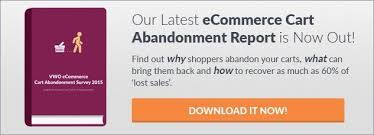 VWO eCommerce
Cart Abandonment Survey 2015
Our Latest eCommerce Cart
Abandonment Report is Now Out!
Find out why shoppers abandon your carts, what can
bring them back and how to recover as much as 60% of
'lost sales'.
DOWNLOAD IT NOW!